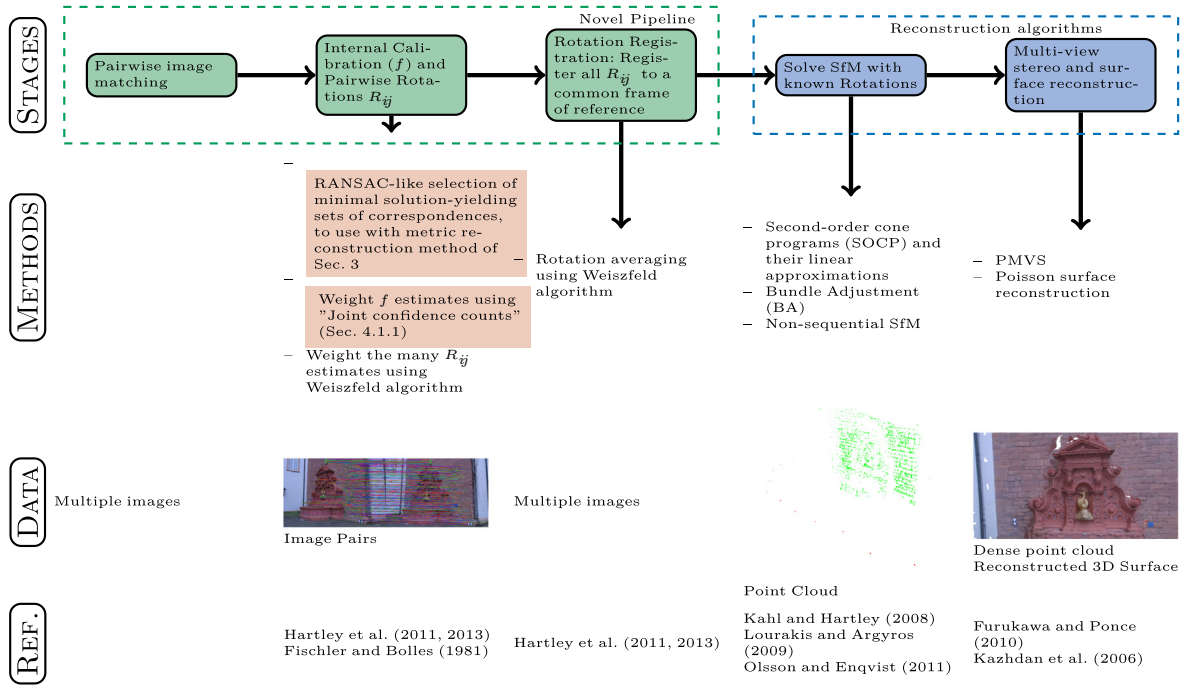 Novel Pipeline
Reconstruction algorithms
STAGES
Pairwise image
matching
Internal Cali-
bration (f) and
Pairwise Rota-
tions Rij
Rotation Regis-
tration: Regis-
ter all Rij to a
common frame
of reference
Solve SfM with
known Rotations
Multi-view
stereo and sur-
face reconstruc-
tion
METHODS
–
RANSAC-like selection of
minimal solution-yielding
sets of correspondences,
to use with metric re-
construction method of
Sec. 3
–
Weight f estimates using
”Joint confidence counts”
(Sec. 4.1.1)
– Weight the many Rij
estimates using
Weiszfeld algorithm
– Rotation averaging
using Weiszfeld
algorithm
– Second-order cone
programs (SOCP) and
their linear
approximations
– Bundle Adjustment
(BA)
– Non-sequential SfM
– PMVS
– Poisson surface
reconstruction
DATA
Multiple images
Image Pairs
Multiple images
Point Cloud
Dense point cloud
Reconstructed 3D Surface
REF.
Hartley et al. (2011, 2013)
Fischler and Bolles (1981)
Hartley et al. (2011, 2013)
Kahl and Hartley (2008)
Lourakis and Argyros
(2009)
Olsson and Enqvist (2011)
Furukawa and Ponce
(2010)
Kazhdan et al. (2006)